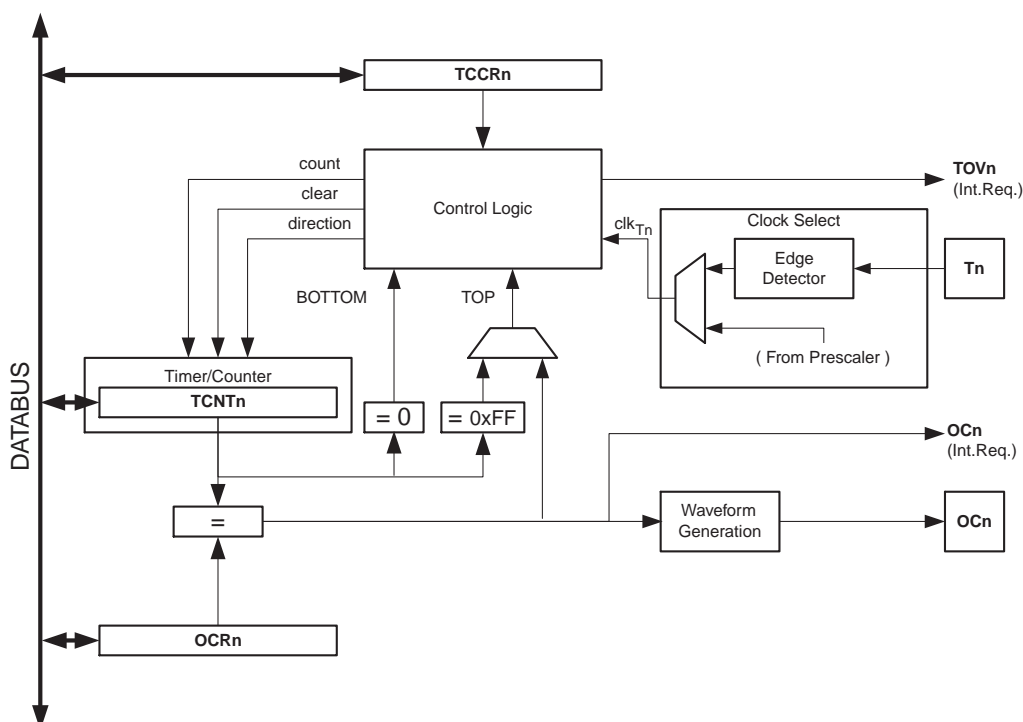 TCCRn
count
clear
direction
Control Logic
TOVn
(Int.Req.)
clkTn
Clock Select
Edge
Detector
Tn
( From Prescaler )
BOTTOM
TOP
DATABUS
Timer/Counter
TCNTn
= 0
= 0xFF
OCn
(Int.Req.)
=
Waveform
Generation
OCn
OCRn